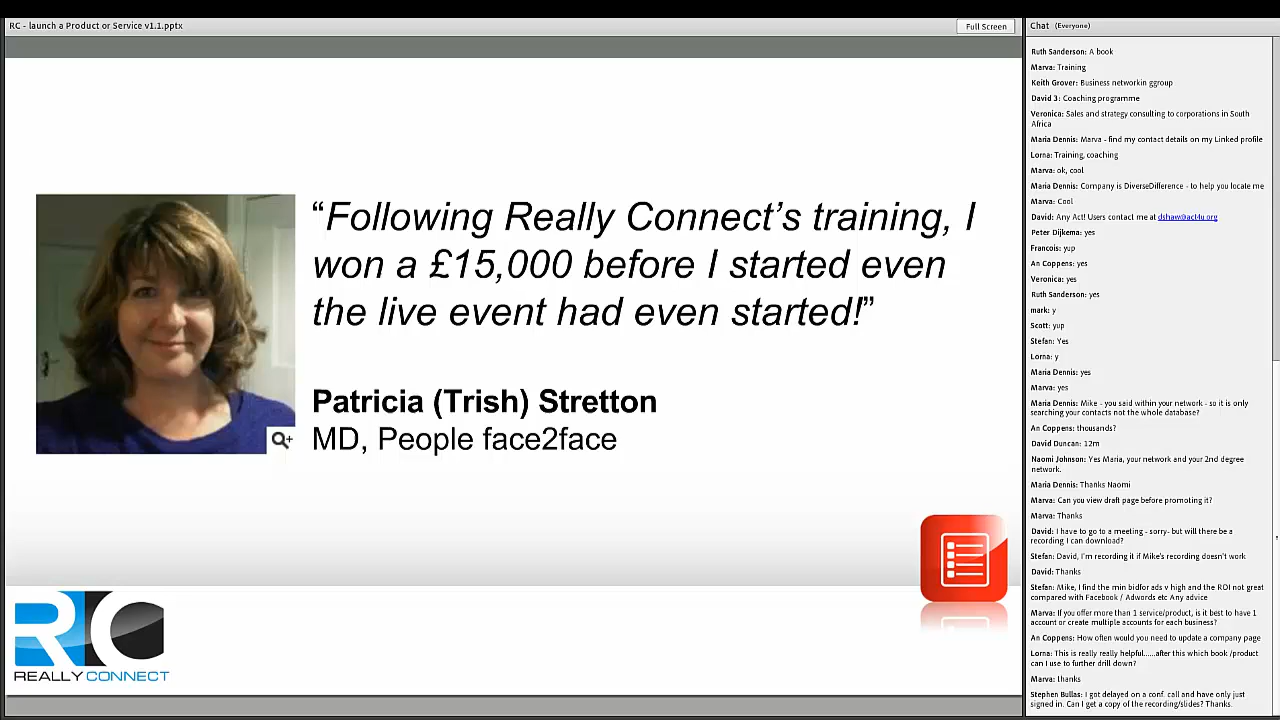 RC - launch a Product or Service v1.1.pptx
Full Screen
“Following Really Connect’s training, I
won a £15,000 before I started even
the live event had even started!”
Patricia (Trish) Stretton
MD, People face2face
RC
REALLYCONNECT
Chat (Everyone)
Ruth Sanderson: A book
Marva: Training
Keith Grover: Business networkin ggroup
David 3: Coaching programme
Veronica: Sales and strategy consulting to corporations in South
Africa
Maria Dennis: Marva - find my contact details on my Linked profile
Lorna: Training, coaching
Marva: ok, cool
Maria Dennis: Company is DiverseDifference - to help you locate me
Marva: Cool
David: Any Act! Users contact me at dshaw@act4u.org
Peter Dijkema: yes
Francois: yup
An Coppens: yes
Veronica: yes
Ruth Sanderson: yes
mark: y
Scott: yup
Stefan: Yes
Lorna: y
Maria Dennis: yes
Marva: yes
Maria Dennis: Mike - you said within your network - so it is only
searching your contacts not the whole database?
An Coppens: thousands?
David Duncan: 12m
Naomi Johnson: Yes Maria, your network and your 2nd degree
network.
Maria Dennis: Thanks Naomi
Marva: Can you view draft page before promoting it?
Marva: Thanks
David: I have to go to a meeting - sorry- but will there be a
recording I can download?
Stefan: David, I'm recording it if Mike's recording doesn't work
David: Thanks
Stefan: Mike, I find the min bidfor ads v high and the ROI not great
compared with Facebook / Adwords etc Any advice
Marva: If you offer more than 1 service/product, is it best to have 1
account or create multiple accounts for each business?
An Coppens: How often would you need to update a company page
Lorna: This is really really helpful......after this which book /product
can I use to further drill down?
Marva: thanks
Stephen Bullas: I got delayed on a conf. call and have only just
signed in. Can I get a copy of the recording/slides? Thanks.